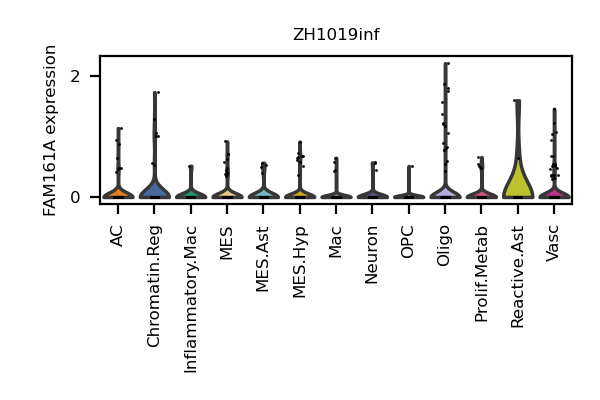 ZH1019inf
FAM161A expression
2
0
AC
Chromatin.Reg
Inflammatory.Mac
MES
MES.Ast
MES.Hyp
Mac
Neuron
OPC
Oligo
Prolif.Metab
Reactive.Ast
Vasc